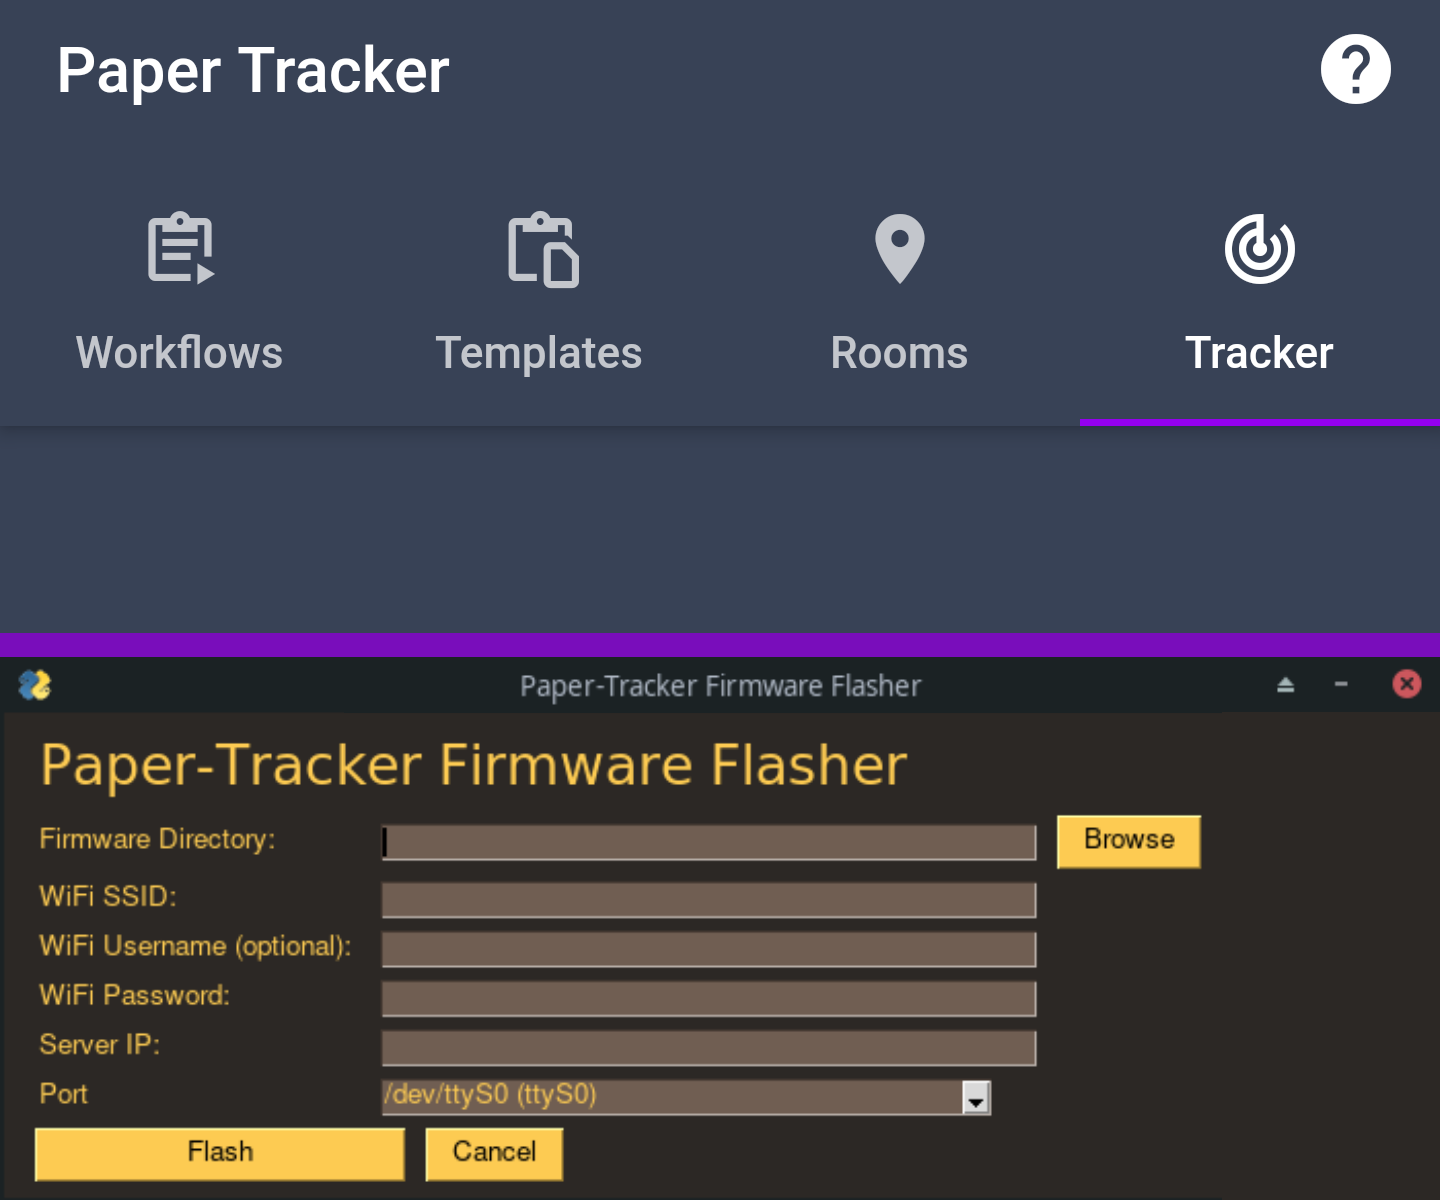 Paper Tracker
Workflows Templates Rooms Tracker
Paper-Tracker Firmware Flasher
Paper-Tracker Firmware Flasher
Firmware Directory: Browse
WiFi SSID:
WiFi Username (optional):
WiFi Password:
Server IP:
Port /dev/ttyS0 (ttyS0)
Flash Cancel